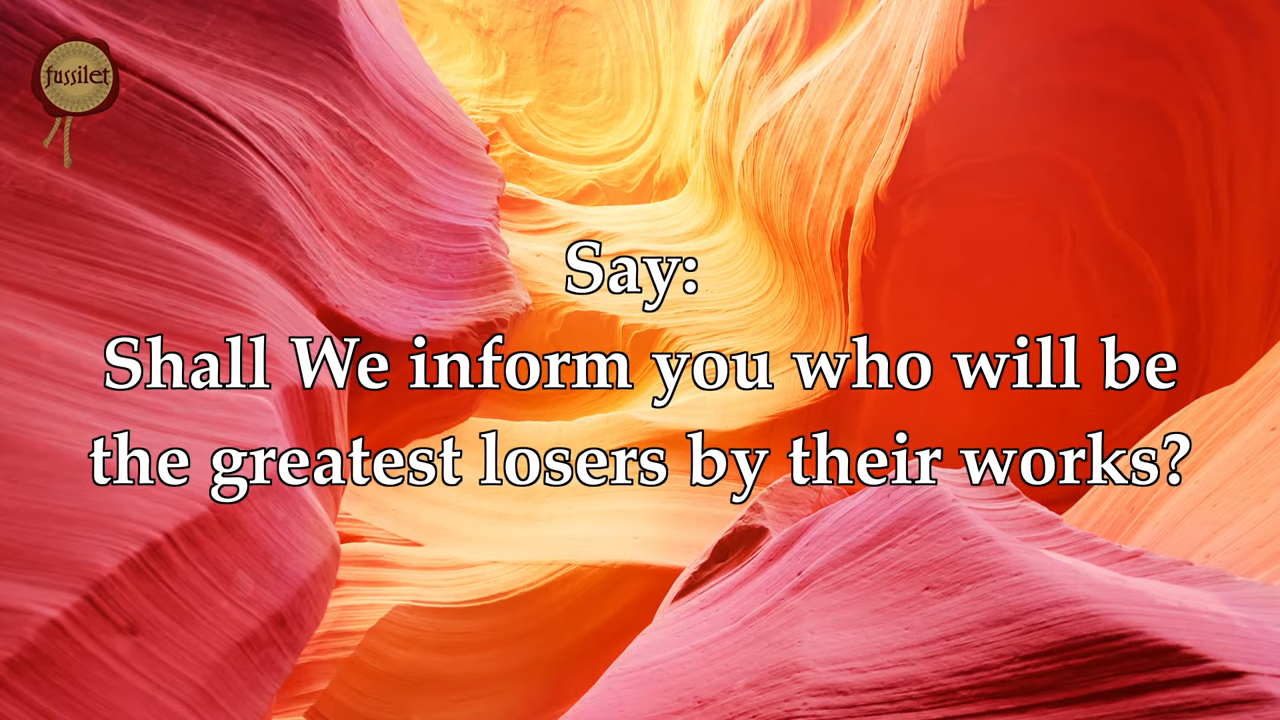 fussilet
Say:
Shall We inform you who will be
the greatest losers by their works?